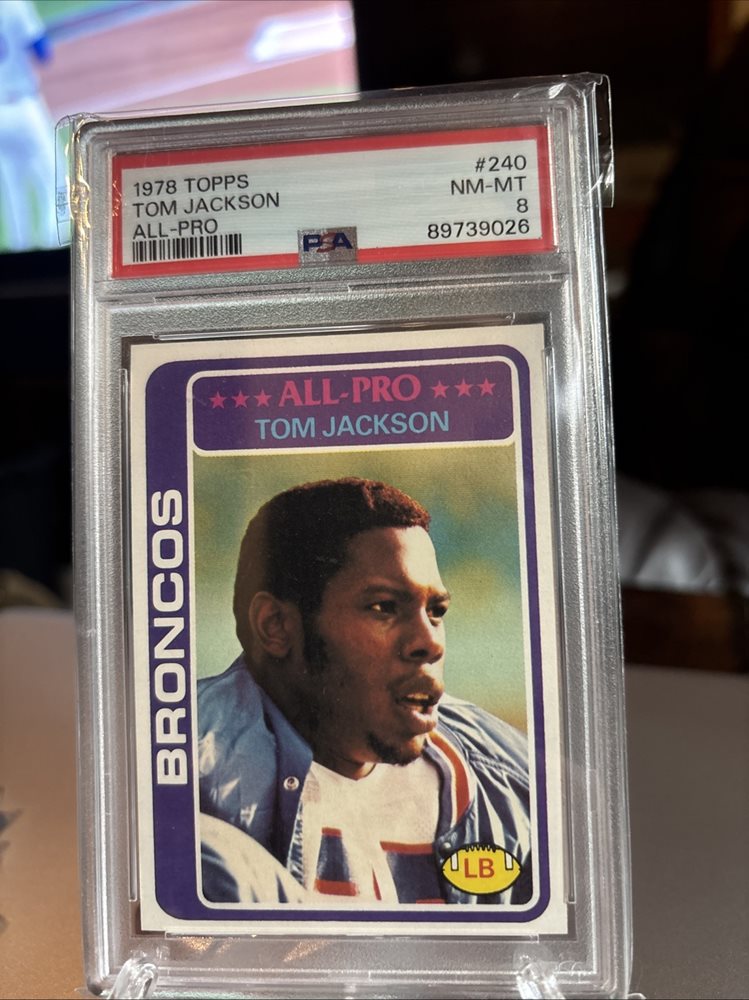 1978 TOPPS #240
TOM JACKSON NM-MT
ALL-PRO 8
PSA 89739026
★★★ ALL-PRO ★★★
TOM JACKSON
BRONCOS
LB